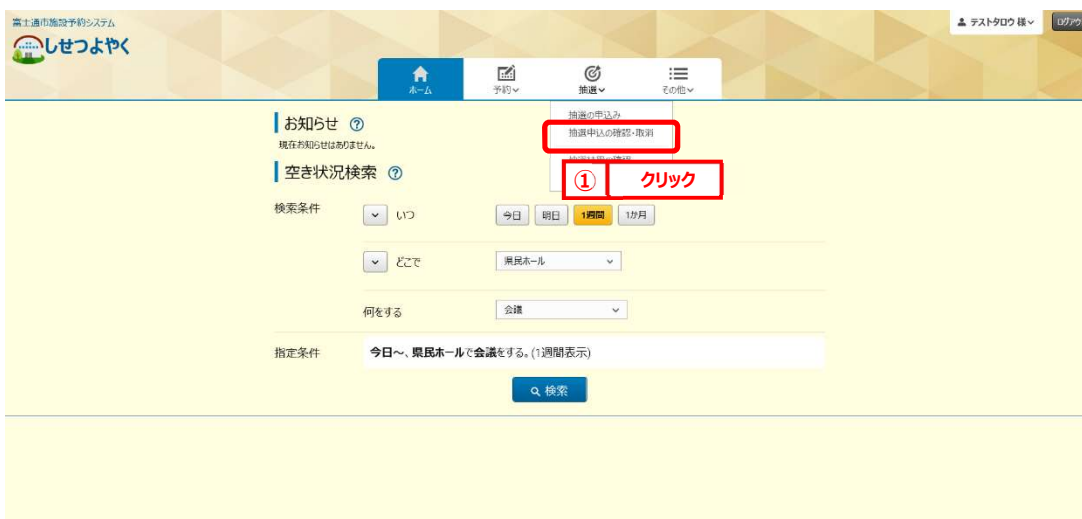 富士通市施設予約システム
しせつよやく
テストタロウ 様
ログアウ
ホーム
予約
抽選
その他
抽選の申込み
抽選申込の確認・取消
① クリック
お知らせ ?
現在お知らせはありません。
空き状況検索 ?
検索条件
いつ 今日 明日 1週間 1か月
どこで 県民ホール
何をする 会議
指定条件 今日～、県民ホールで会議をする。(1週間表示)
検索